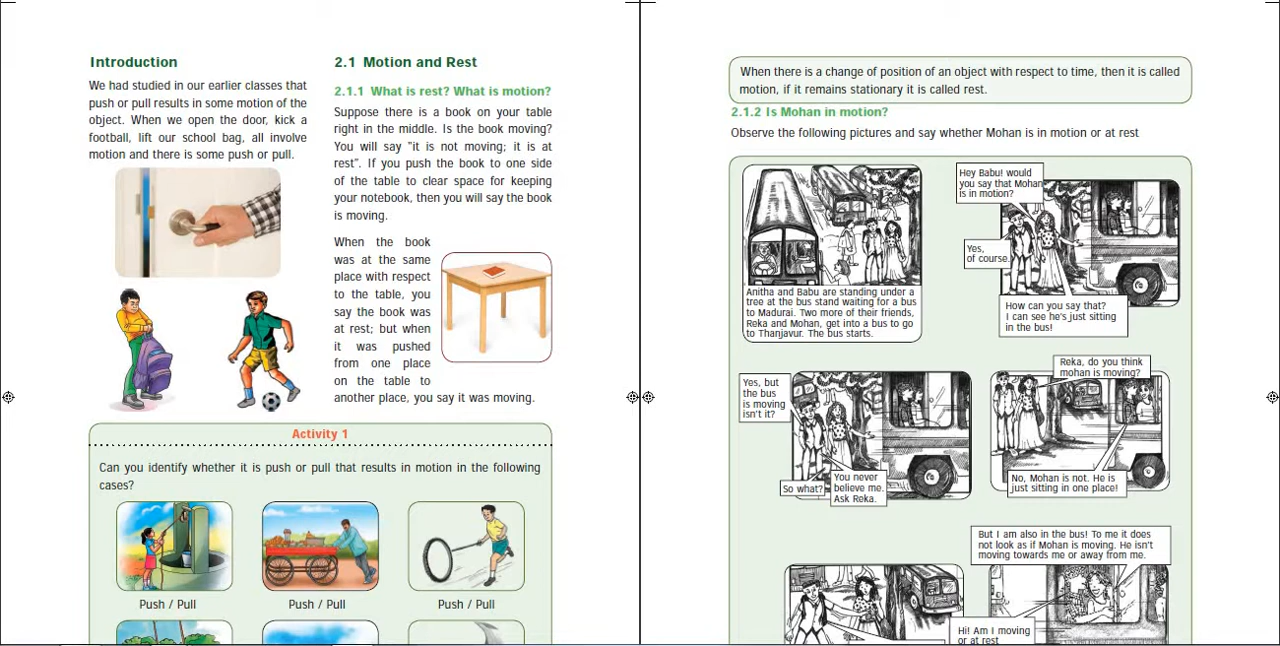 Introduction
We had studied in our earlier classes that
push or pull results in some motion of the
object. When we open the door, kick a
football, lift our school bag, all involve
motion and there is some push or pull.
2.1 Motion and Rest
2.1.1 What is rest? What is motion?
Suppose there is a book on your table
right in the middle. Is the book moving?
You will say "it is not moving; it is at
rest". If you push the book to one side
of the table to clear space for keeping
your notebook, then you will say the book
is moving.
When the book
was at the same
place with respect
to the table, you
say the book was
at rest; but when
it was pushed
from one place
on the table to
another place, you say it was moving.
Activity 1
Can you identify whether it is push or pull that results in motion in the following
cases?
Push / Pull
Push / Pull
Push / Pull
When there is a change of position of an object with respect to time, then it is called
motion, if it remains stationary it is called rest.
2.1.2 Is Mohan in motion?
Observe the following pictures and say whether Mohan is in motion or at rest
Anitha and Babu are standing under a
tree at the bus stand waiting for a bus
to Madurai. Two more of their friends,
Reka and Mohan, get into a bus to go
to Thanjavur. The bus starts.
Hey Babu! would
you say that Mohan
is in motion?
Yes,
of course.
How can you say that?
I can see he's just sitting
in the bus!
Yes, but
the bus
is moving
isn't it?
So what?
You never
believe me.
Ask Reka.
Reka, do you think
mohan is moving?
No, Mohan is not. He is
just sitting in one place!
But I am also in the bus! To me it does
not look as if Mohan is moving. He isn't
moving towards me or away from me.
Hi! Am I moving
or at rest